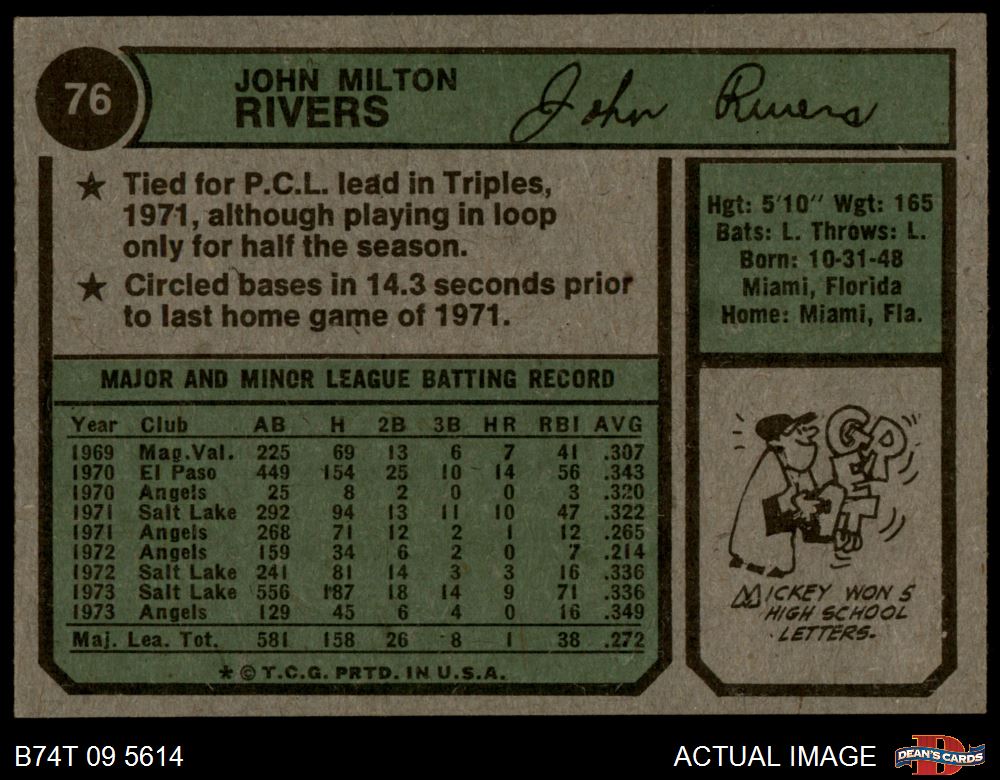 76
JOHN MILTON
RIVERS
John Rivers
★ Tied for P.C.L. lead in Triples,
1971, although playing in loop
only for half the season.
★ Circled bases in 14.3 seconds prior
to last home game of 1971.
Hgt: 5'10" Wgt: 165
Bats: L. Throws: L.
Born: 10-31-48
Miami, Florida
Home: Miami, Fla.
MAJOR AND MINOR LEAGUE BATTING RECORD
Year Club AB H 2B 3B HR RBI AVG
1969 Mag.Val. 225 69 13 6 7 41 .307
1970 El Paso 449 154 25 10 14 56 .343
1970 Angels 25 8 2 0 0 3 .320
1971 Salt Lake 292 94 13 11 10 47 .322
1971 Angels 268 71 12 2 1 12 .265
1972 Angels 159 34 6 2 0 7 .214
1972 Salt Lake 241 81 14 3 3 16 .336
1973 Salt Lake 556 187 18 14 9 71 .336
1973 Angels 129 45 6 4 0 16 .349
Maj. Lea. Tot. 581 158 26 8 1 38 .272
* © T.C.G. PRTD. IN U.S.A.
MICKEY WON 5
HIGH SCHOOL
LETTERS.
B74T 09 5614
ACTUAL IMAGE
DEAN'S CARDS